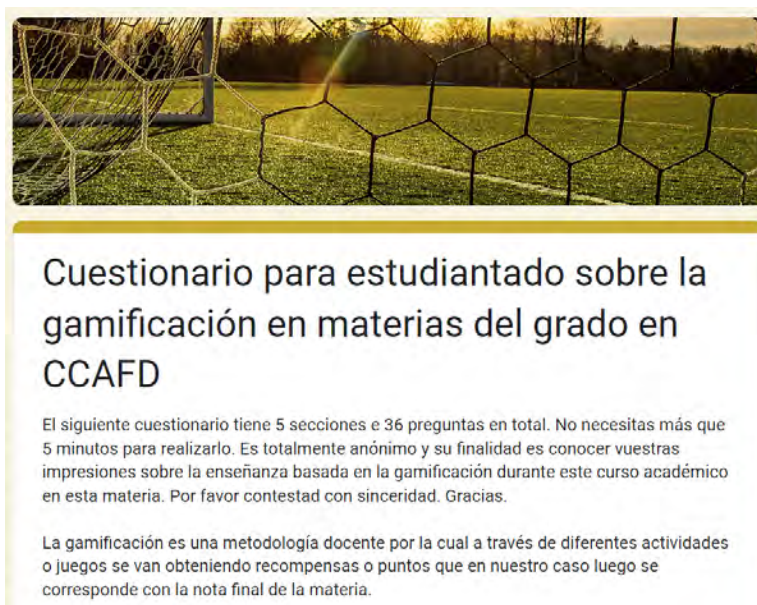 Cuestionario para estudiantado sobre la
gamificación en materias del grado en
CCAFD
El siguiente cuestionario tiene 5 secciones e 36 preguntas en total. No necesitas más que
5 minutos para realizarlo. Es totalmente anónimo y su finalidad es conocer vuestras
impresiones sobre la enseñanza basada en la gamificación durante este curso académico
en esta materia. Por favor contestad con sinceridad. Gracias.
La gamificación es una metodología docente por la cual a través de diferentes actividades
o juegos se van obteniendo recompensas o puntos que en nuestro caso luego se
corresponde con la nota final de la materia.